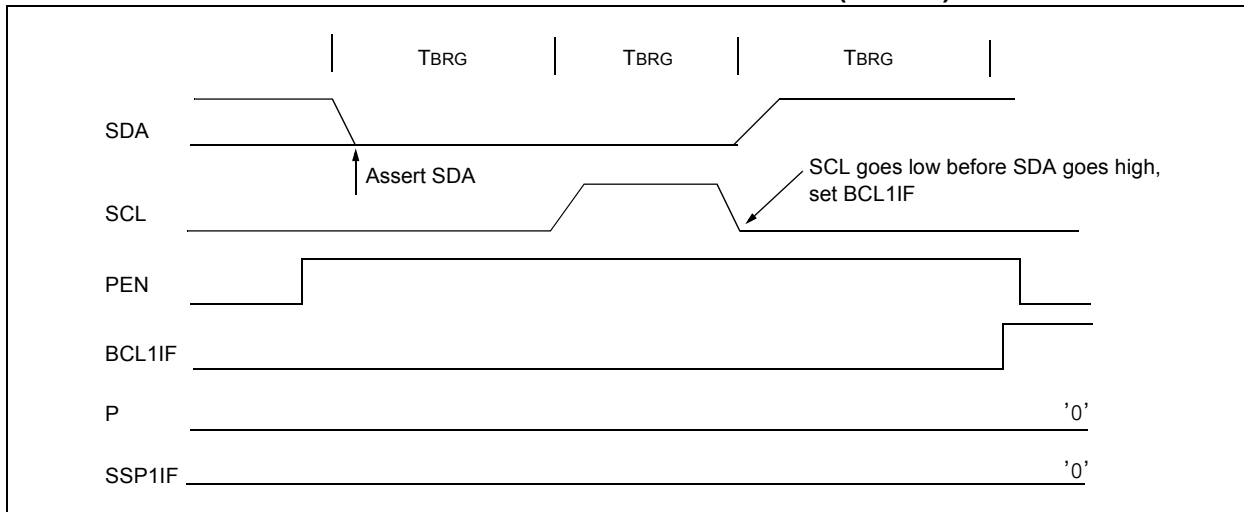 TBRG TBRG TBRG
SDA
Assert SDA
SCL goes low before SDA goes high,
set BCL1IF
SCL
PEN
BCL1IF
P '0'
SSP1IF '0'